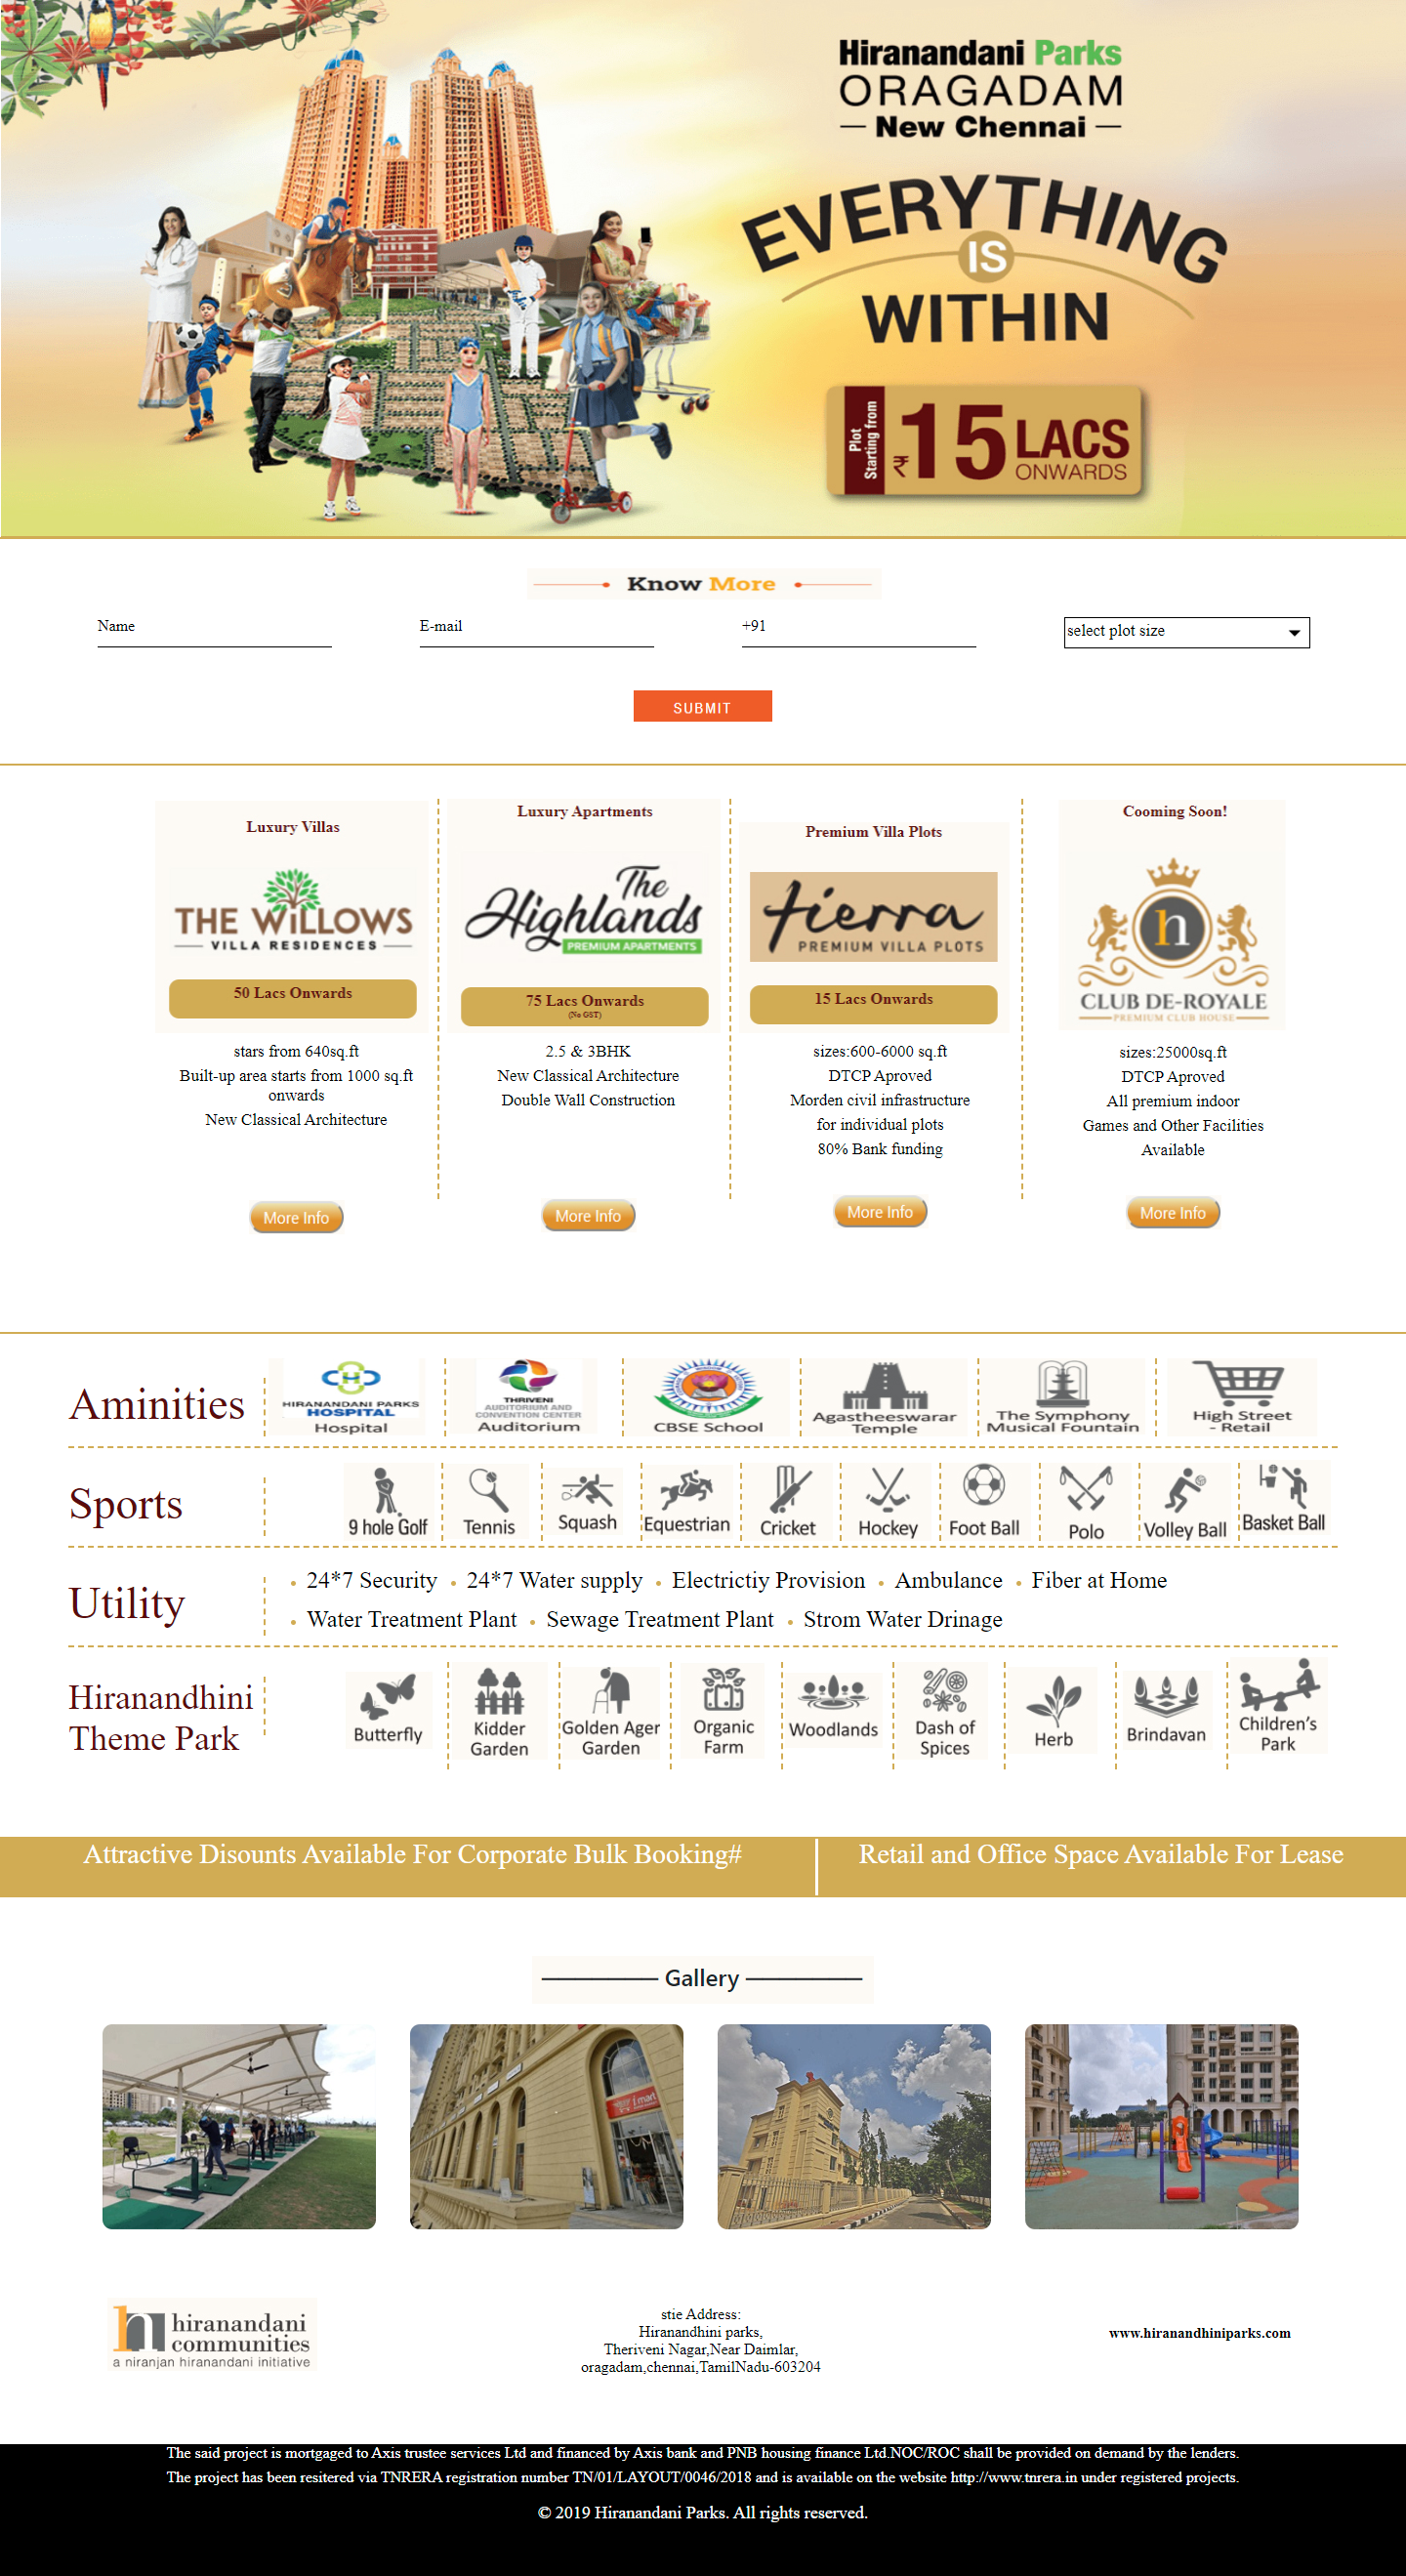 Hiranandani Parks
ORAGADAM
New Chennai
EVERYTHING
IS
WITHIN
Plot
Starting from
₹15 LACS
ONWARDS
Know More
Name
E-mail
+91
select plot size
SUBMIT
Luxury Villas
THE WILLOWS
VILLA RESIDENCES
50 Lacs Onwards
stars from 640sq.ft
Built-up area starts from 1000 sq.ft
onwards
New Classical Architecture
More Info
Luxury Apartments
The
Highlands
PREMIUM APARTMENTS
75 Lacs Onwards
(No GST)
2.5 & 3BHK
New Classical Architecture
Double Wall Construction
More Info
Premium Villa Plots
tierra
PREMIUM VILLA PLOTS
15 Lacs Onwards
sizes:600-6000 sq.ft
DTCP Aproved
Morden civil infrastructure
for individual plots
80% Bank funding
More Info
Cooming Soon!
h
CLUB DE-ROYALE
PREMIUM CLUB HOUSE
sizes:25000sq.ft
DTCP Aproved
All premium indoor
Games and Other Facilities
Available
More Info
Aminities
HIRANANDANI PARKS
HOSPITAL
Hospital
THRIVENI
AUDITORIUM AND
CONVENTION CENTER
Auditorium
CBSE School
Agastheeswarar
Temple
The Symphony
Musical Fountain
High Street
- Retail
Sports
9 hole Golf
Tennis
Squash
Equestrian
Cricket
Hockey
Foot Ball
Polo
Volley Ball
Basket Ball
Utility
24*7 Security
24*7 Water supply
Electrictiy Provision
Ambulance
Fiber at Home
Water Treatment Plant
Sewage Treatment Plant
Strom Water Drinage
Hiranandhini
Theme Park
Butterfly
Kidder
Garden
Golden Ager
Garden
Organic
Farm
Woodlands
Dash of
Spices
Herb
Brindavan
Children's
Park
Attractive Disounts Available For Corporate Bulk Booking#
Retail and Office Space Available For Lease
Gallery
hiranandani
communities
a niranjan hiranandani initiative
stie Address:
Hiranandhini parks,
Theriveni Nagar,Near Daimlar,
oragadam,chennai,TamilNadu-603204
www.hiranandhiniparks.com
The said project is mortgaged to Axis trustee services Ltd and financed by Axis bank and PNB housing finance Ltd.NOC/ROC shall be provided on demand by the lenders.
The project has been resitered via TNRERA registration number TN/01/LAYOUT/0046/2018 and is available on the website http://www.tnrera.in under registered projects.
© 2019 Hiranandani Parks. All rights reserved.